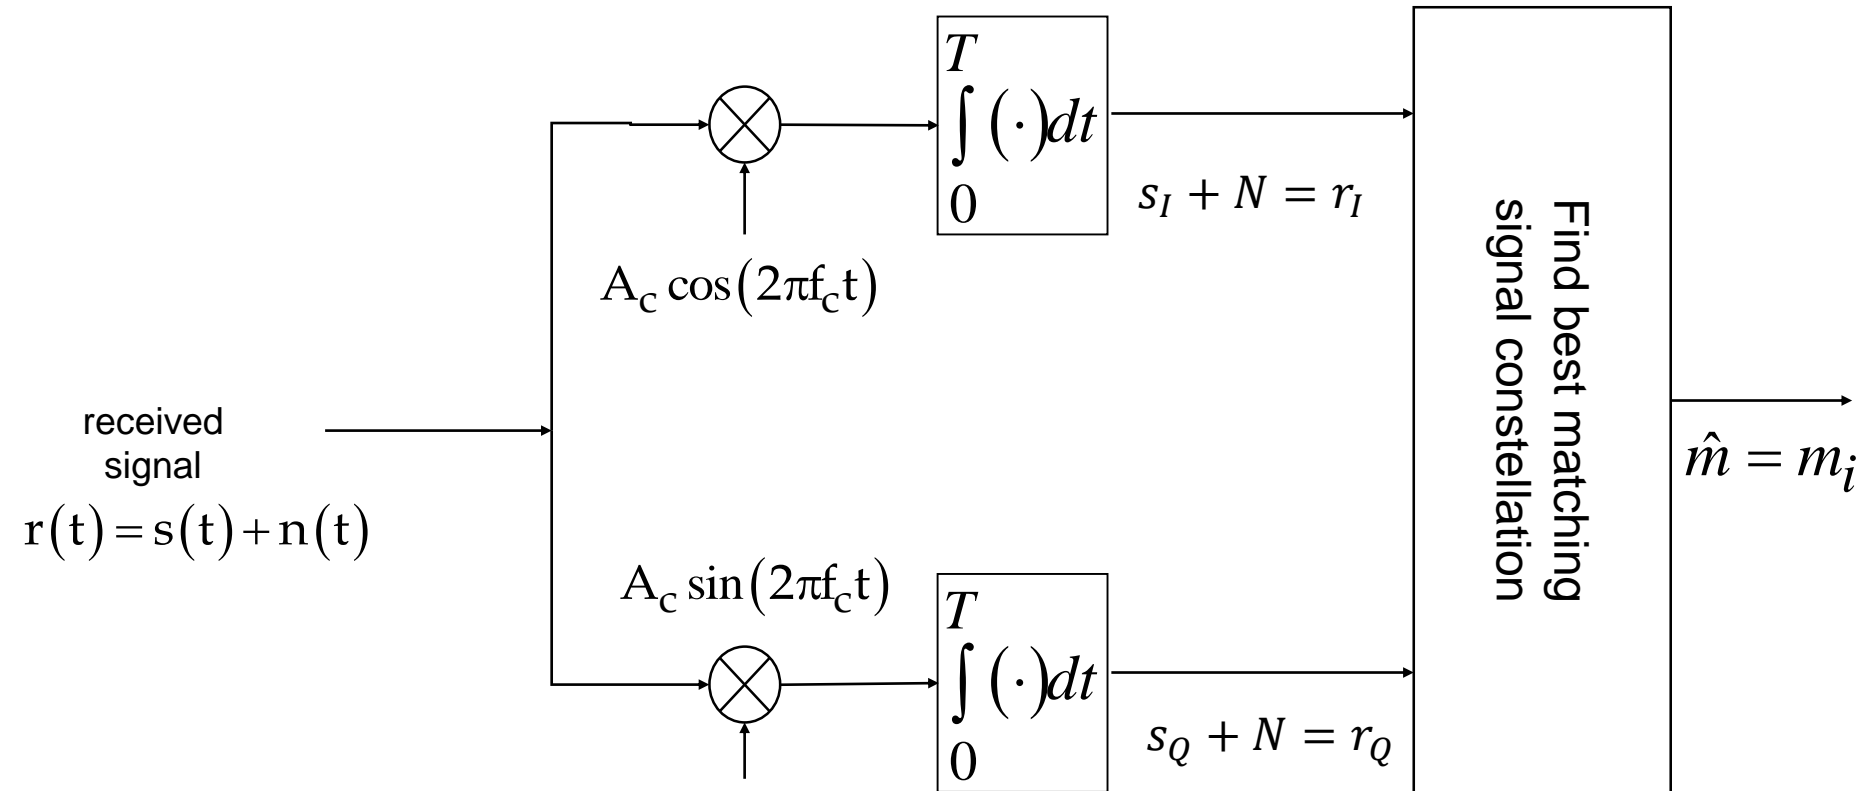 T
∫ (·)dt
0
s_I + N = r_I
A_c cos(2πf_c t)
Find best matching
signal constellation
received
signal
r(t) = s(t) + n(t)
m̂ = m_i
A_c sin(2πf_c t)
T
∫ (·)dt
0
s_Q + N = r_Q